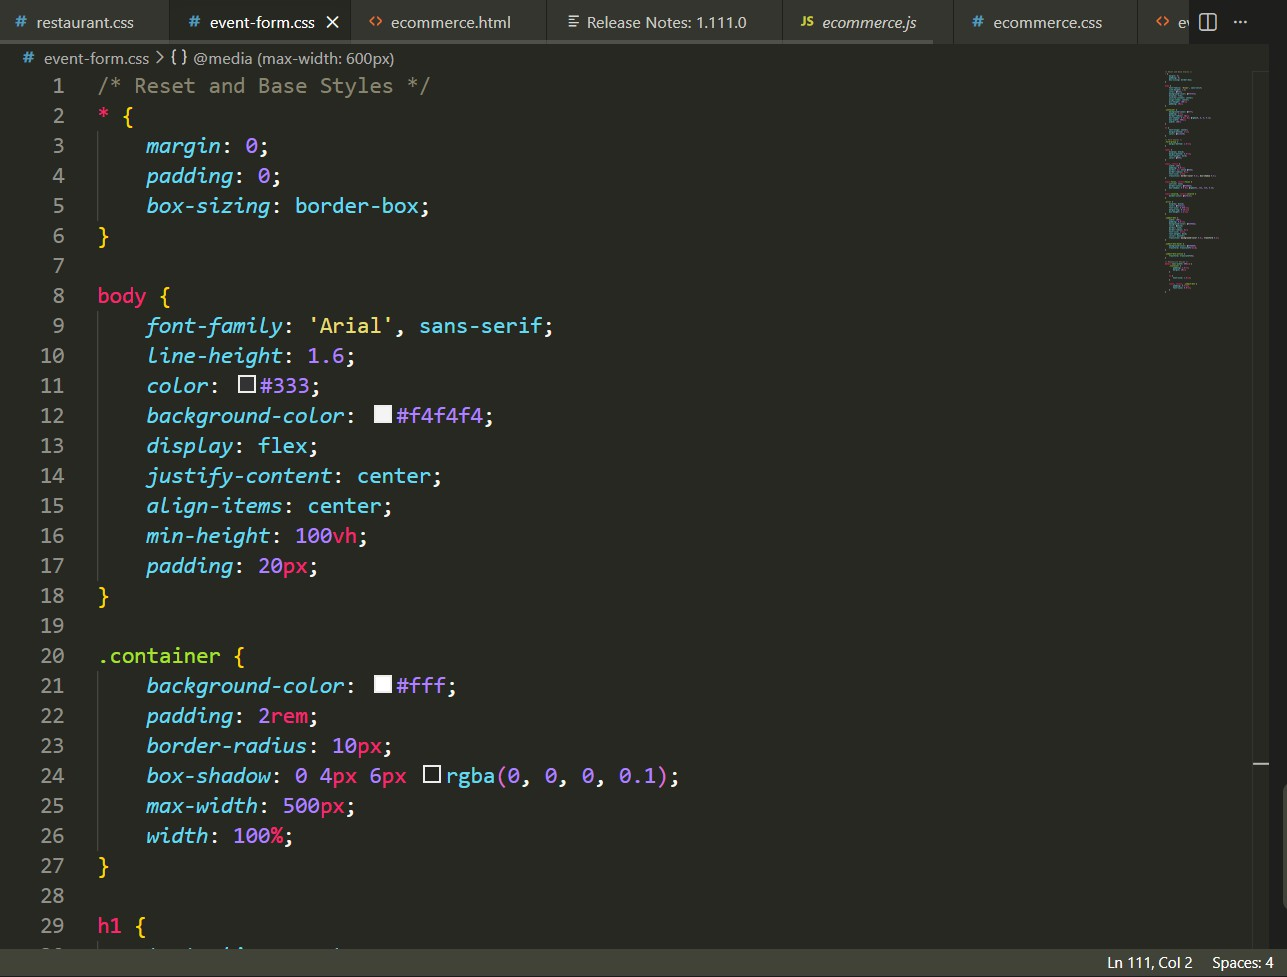 restaurant.css
event-form.css
ecommerce.html
Release Notes: 1.111.0
JS ecommerce.js
ecommerce.css
event-form.css > {} @media (max-width: 600px)
1 /* Reset and Base Styles */
2 * {
3 margin: 0;
4 padding: 0;
5 box-sizing: border-box;
6 }
7
8 body {
9 font-family: 'Arial', sans-serif;
10 line-height: 1.6;
11 color: #333;
12 background-color: #f4f4f4;
13 display: flex;
14 justify-content: center;
15 align-items: center;
16 min-height: 100vh;
17 padding: 20px;
18 }
19
20 .container {
21 background-color: #fff;
22 padding: 2rem;
23 border-radius: 10px;
24 box-shadow: 0 4px 6px rgba(0, 0, 0, 0.1);
25 max-width: 500px;
26 width: 100%;
27 }
28
29 h1 {
Ln 111, Col 2 Spaces: 4